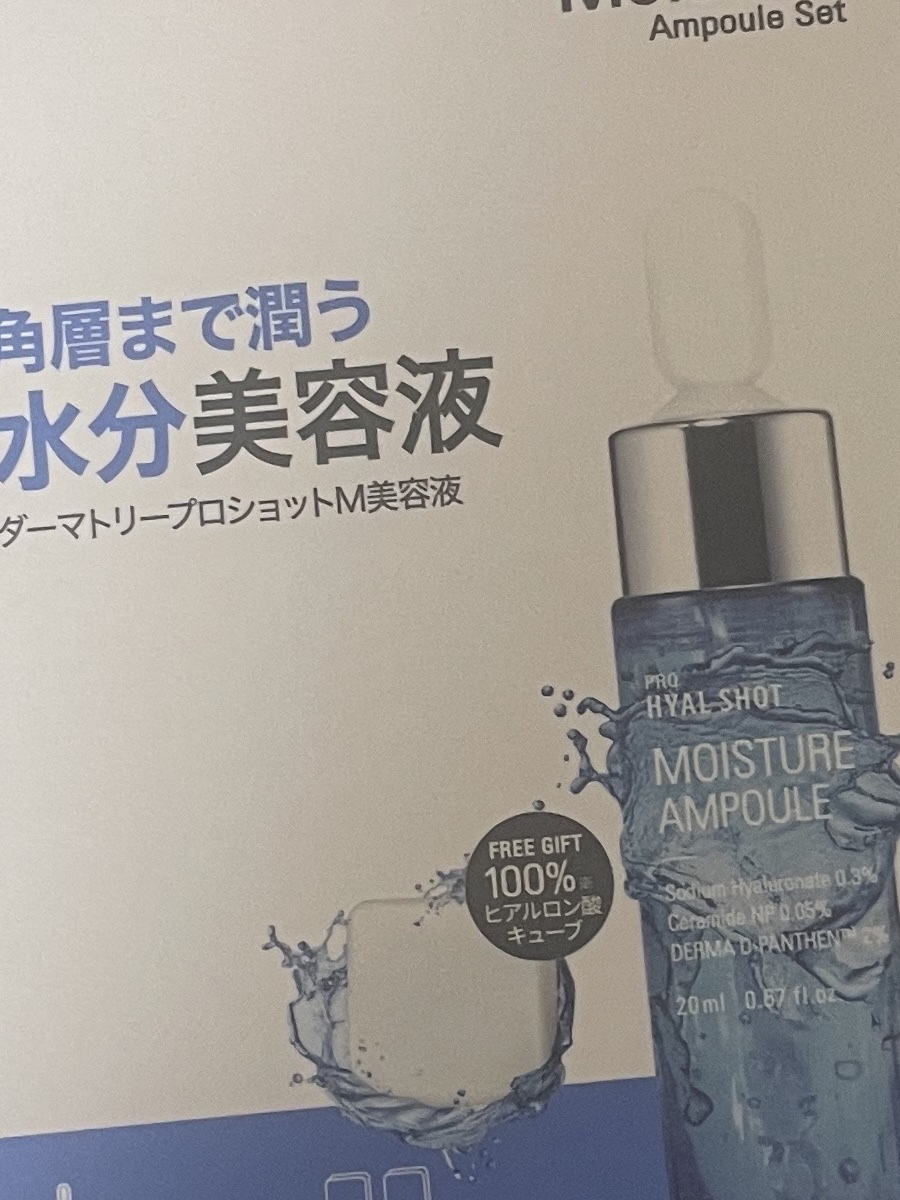 Ampoule Set
角層まで潤う
水分美容液
ダーマトリープロショットM美容液
PRO
HYAL SHOT
MOISTURE
AMPOULE
Sodium Hyaluronate 0.3%
Ceramide NP 0.05%
DERMA D-PANTHEN™ 2%
20ml 0.67 fl.oz
FREE GIFT
100%
ヒアルロン酸
キューブ